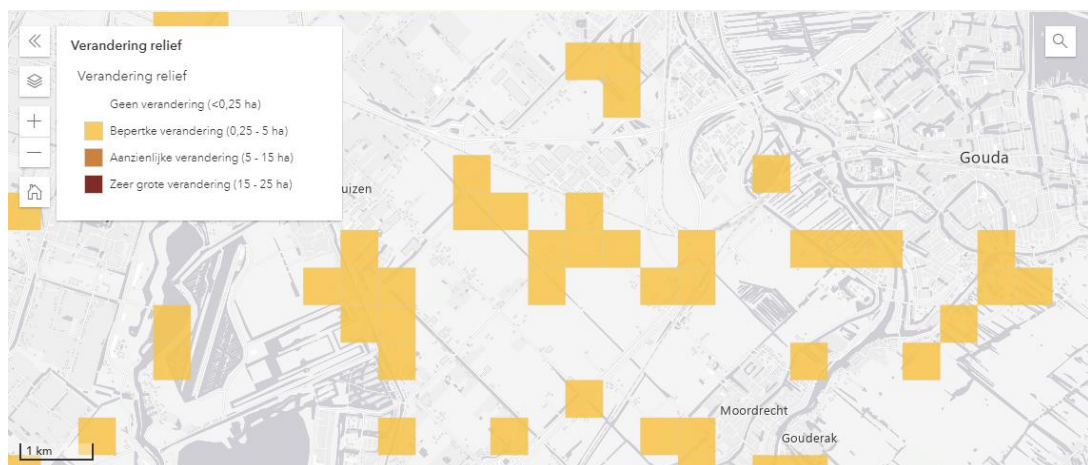 Verandering relief
Verandering relief
Geen verandering (<0,25 ha)
Bepertke verandering (0,25 - 5 ha)
Aanzienlijke verandering (5 - 15 ha)
Zeer grote verandering (15 - 25 ha)
Gouda
uizen
Moordrecht
Gouderak
1 km